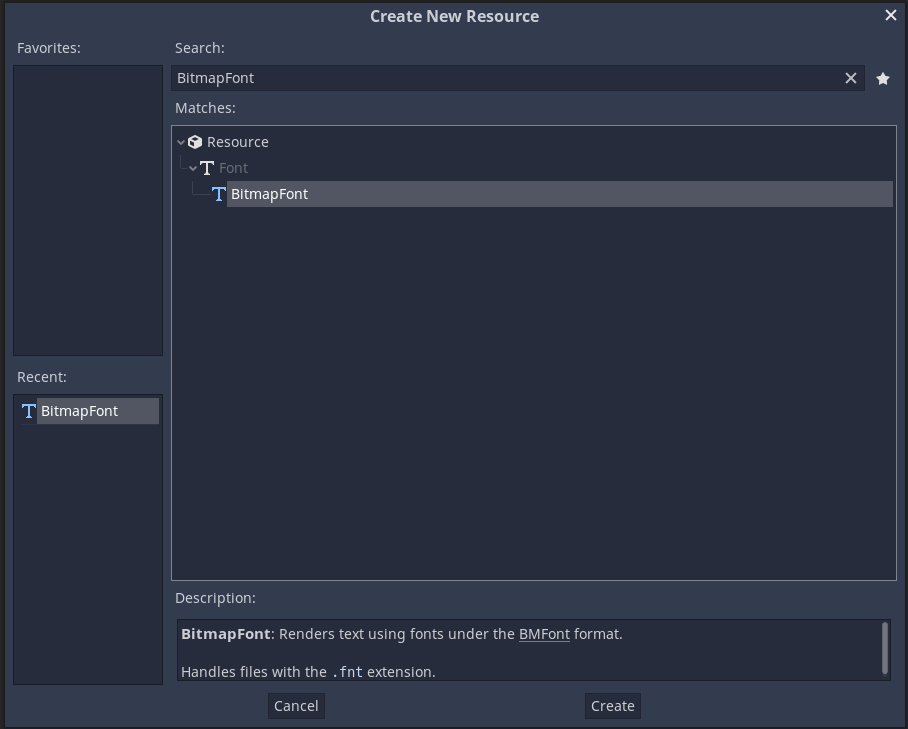 Create New Resource
Favorites:
Search:
BitmapFont
Matches:
Resource
Font
BitmapFont
Recent:
BitmapFont
Description:
BitmapFont: Renders text using fonts under the BMFont format.
Handles files with the .fnt extension.
Cancel
Create